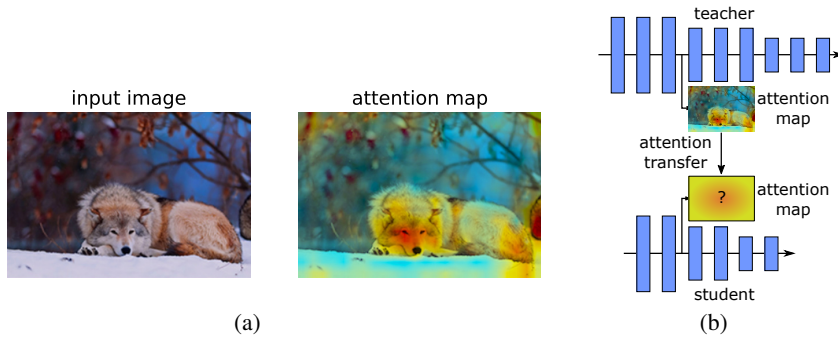 input image
attention map
(a)
teacher
attention
map
attention
transfer
?
attention
map
student
(b)